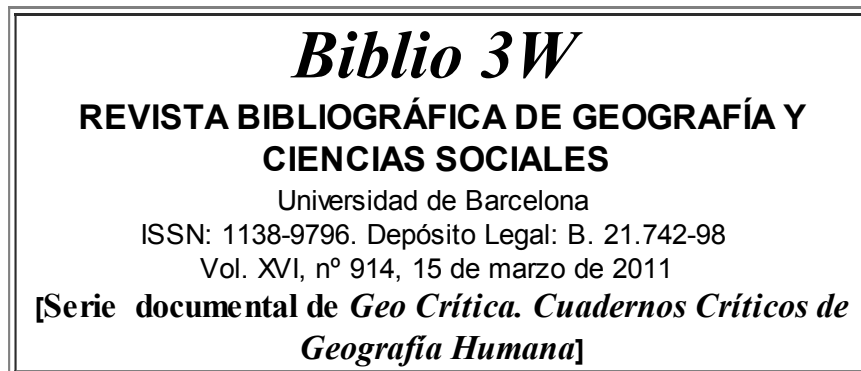 Biblio 3W
REVISTA BIBLIOGRÁFICA DE GEOGRAFÍA Y
CIENCIAS SOCIALES
Universidad de Barcelona
ISSN: 1138-9796. Depósito Legal: B. 21.742-98
Vol. XVI, nº 914, 15 de marzo de 2011
[Serie documental de Geo Crítica. Cuadernos Críticos de
Geografía Humana]